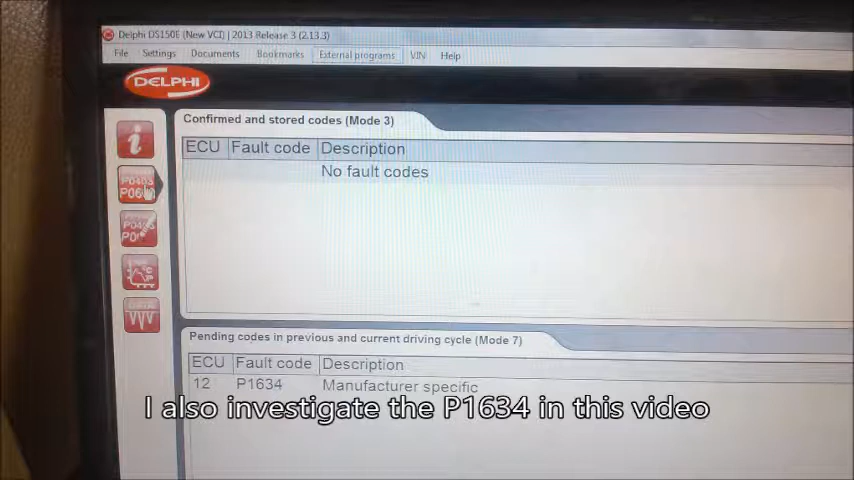 Delphi DS150E (New VCI) | 2013 Release 3 (2.13.3)
File Settings Documents Bookmarks External programs VIN Help
DELPHI
Confirmed and stored codes (Mode 3)
ECU Fault code Description
No fault codes
Pending codes in previous and current driving cycle (Mode 7)
ECU Fault code Description
12 P1634 Manufacturer specific
I also investigate the P1634 in this video